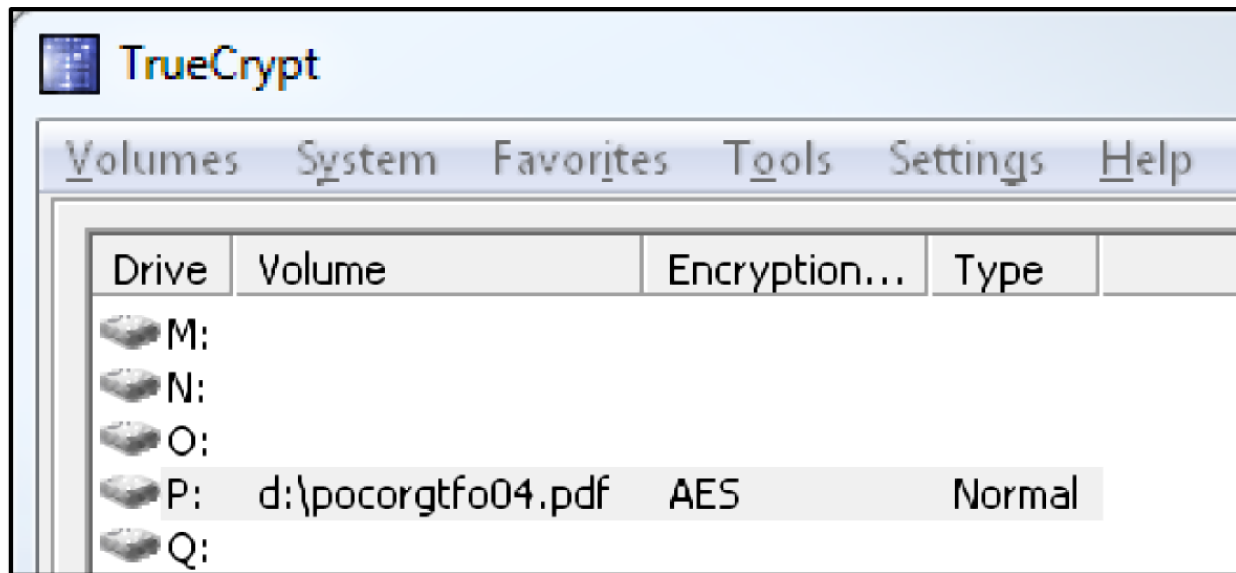 TrueCrypt
Volumes System Favorites Tools Settings Help
Drive Volume Encryption... Type
M:
N:
O:
P: d:\pocorgtfo04.pdf AES Normal
Q: